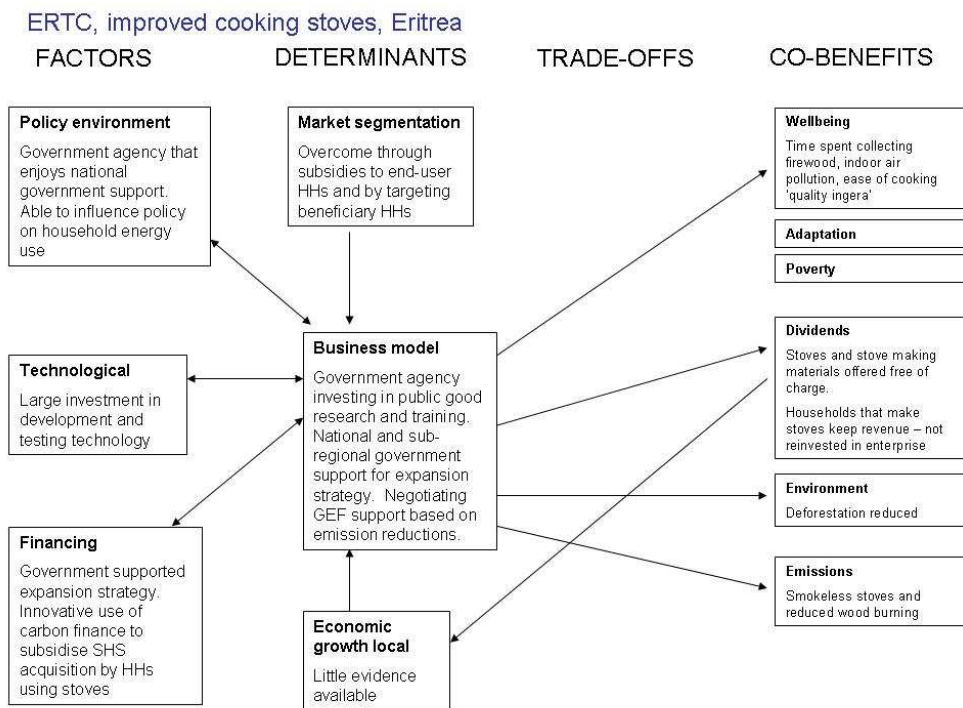 ERTC, improved cooking stoves, Eritrea
FACTORS
DETERMINANTS
TRADE-OFFS
CO-BENEFITS
Policy environment
Government agency that
enjoys national
government support.
Able to influence policy
on household energy
use
Technological
Large investment in
development and
testing technology
Financing
Government supported
expansion strategy.
Innovative use of
carbon finance to
subsidise SHS
acquisition by HHs
using stoves
Market segmentation
Overcome through
subsidies to end-user
HHs and by targeting
beneficiary HHs
Business model
Government agency
investing in public good
research and training.
National and sub-
regional government
support for expansion
strategy. Negotiating
GEF support based on
emission reductions.
Economic
growth local
Little evidence
available
Wellbeing
Time spent collecting
firewood, indoor air
pollution, ease of cooking
'quality ingera'
Adaptation
Poverty
Dividends
Stoves and stove making
materials offered free of
charge.
Households that make
stoves keep revenue – not
reinvested in enterprise
Environment
Deforestation reduced
Emissions
Smokeless stoves and
reduced wood burning